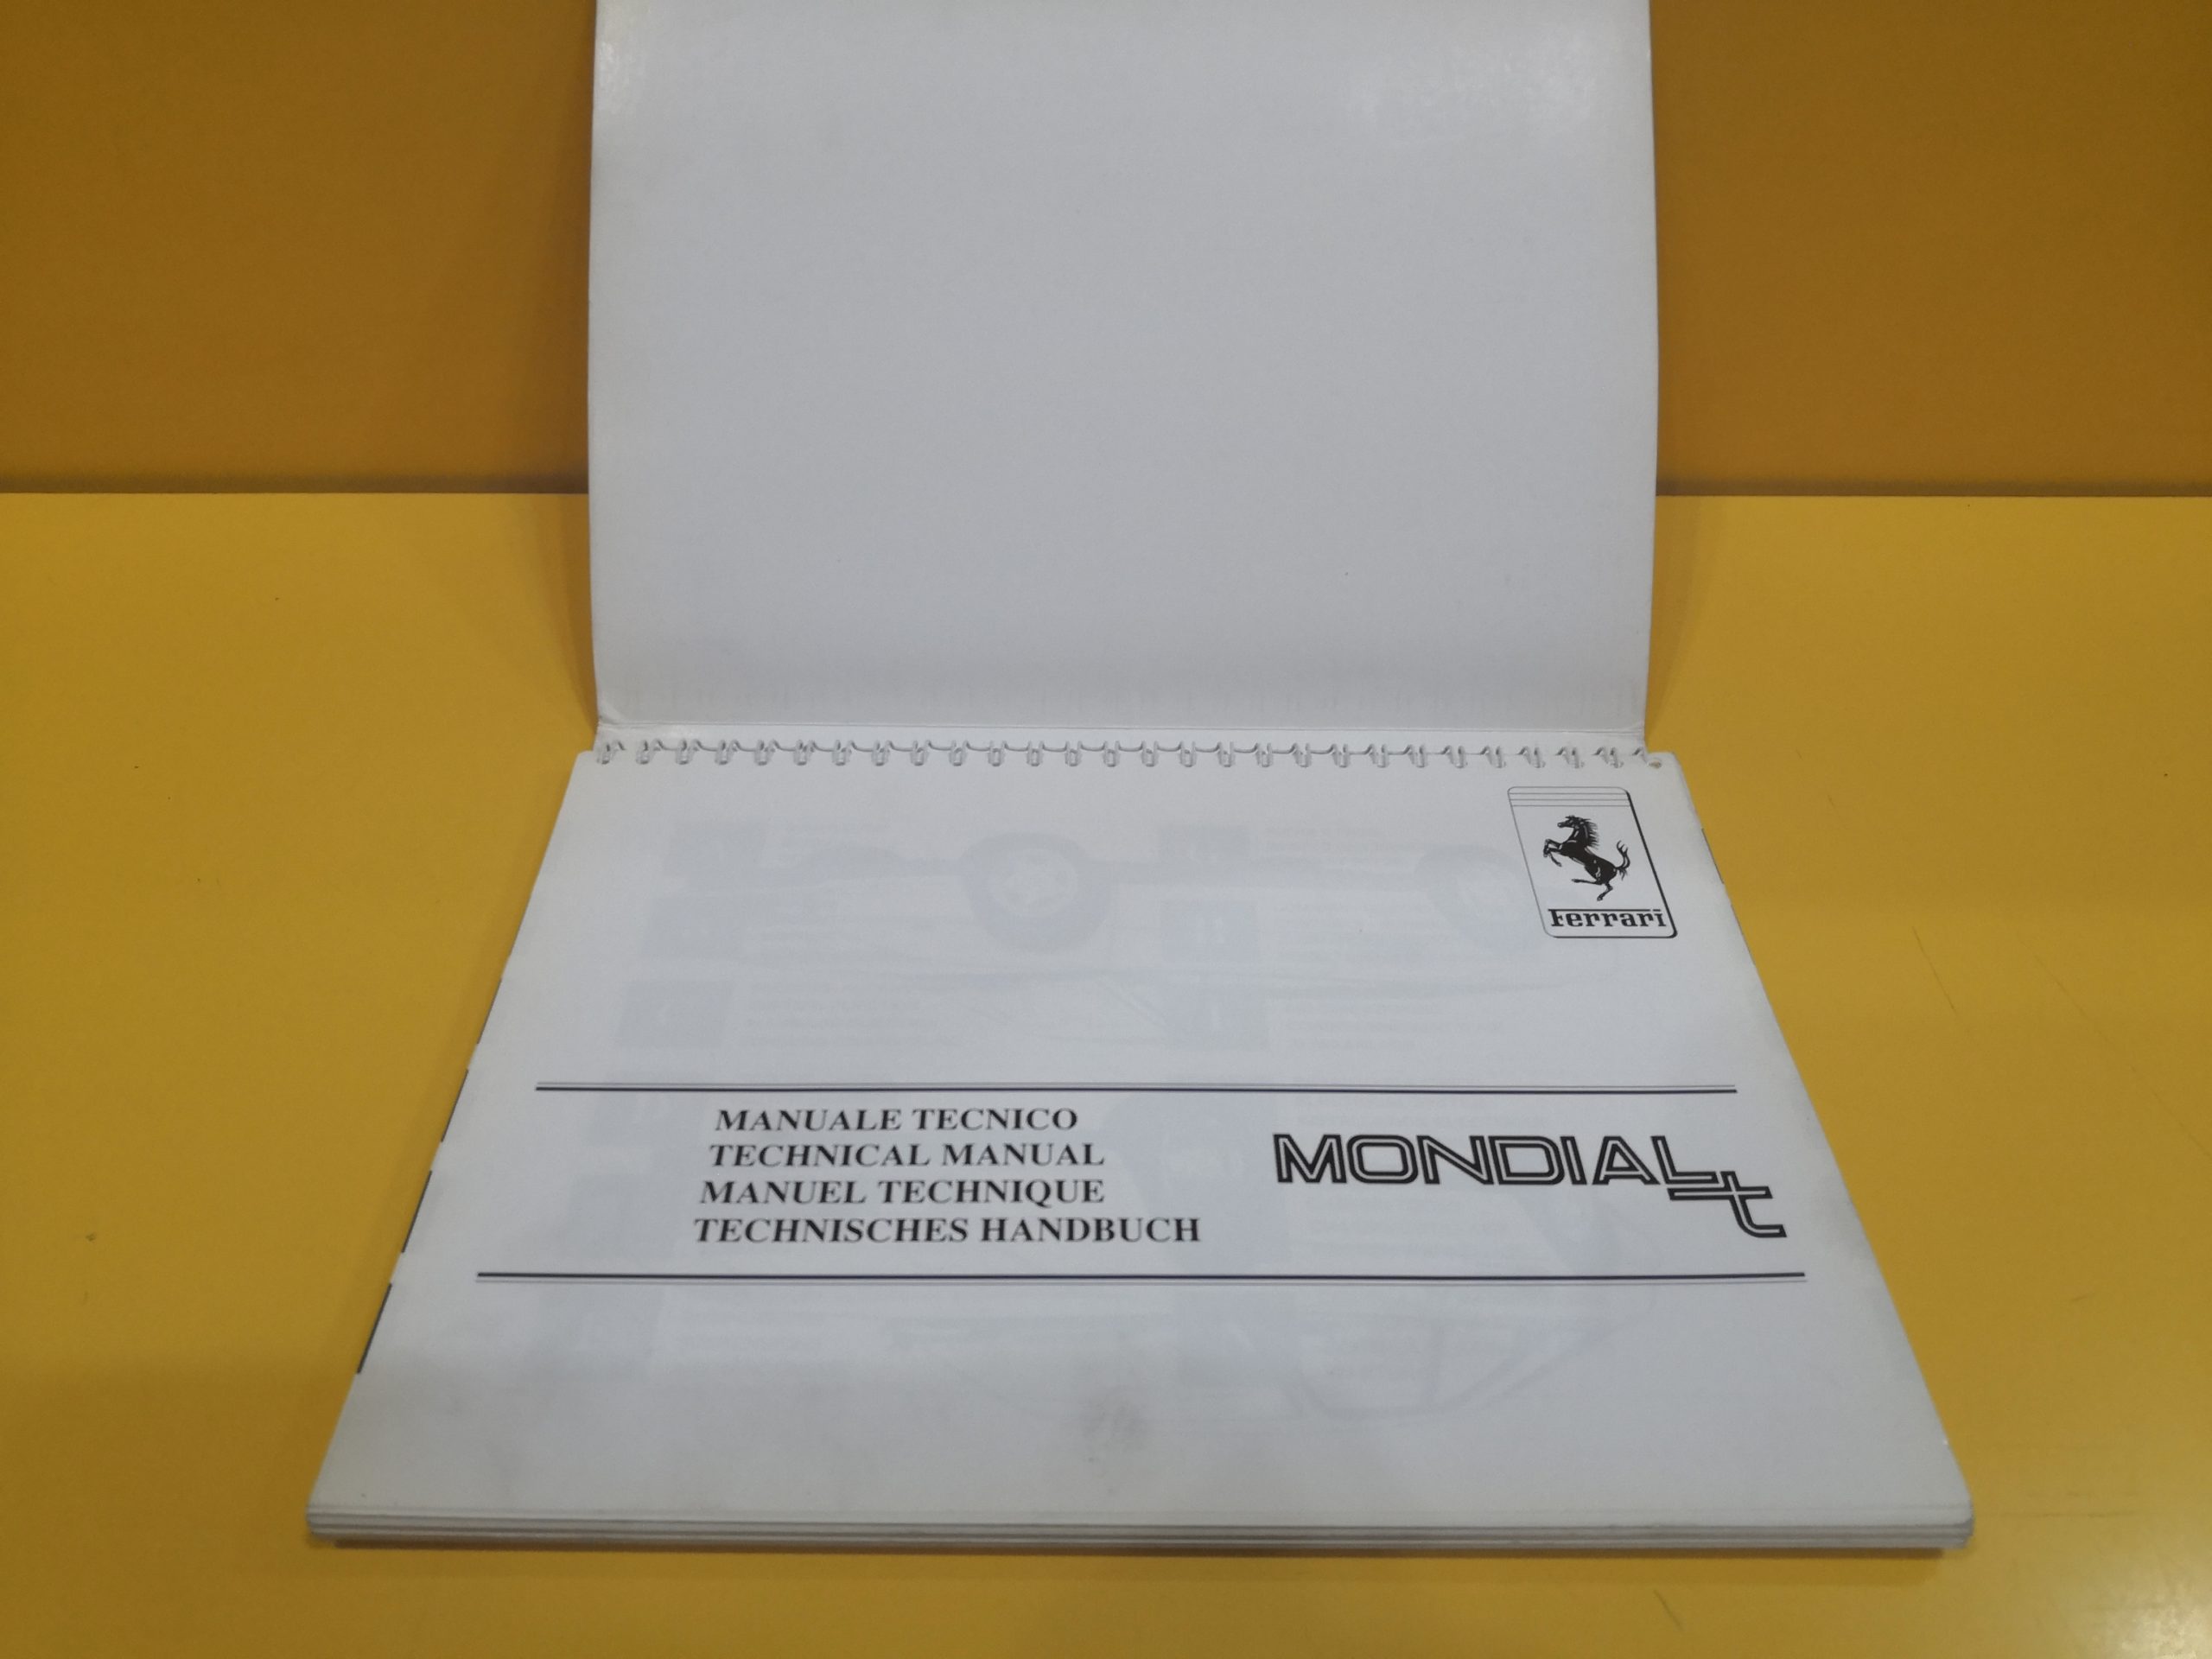 Ferrari
MANUALE TECNICO
TECHNICAL MANUAL
MANUEL TECHNIQUE
TECHNISCHES HANDBUCH
MONDIAL t